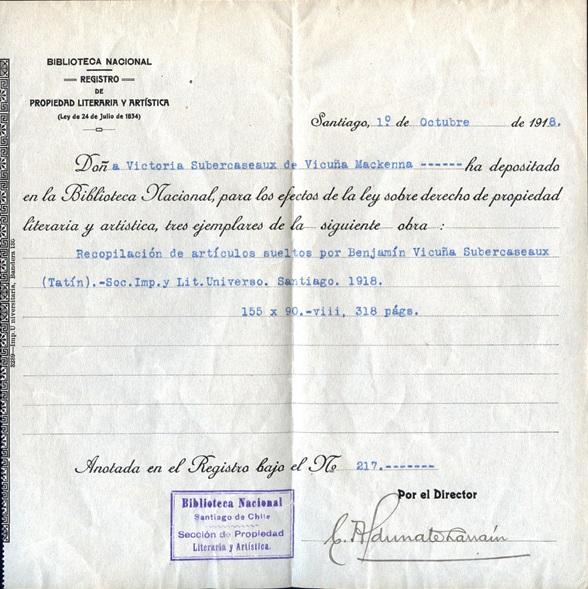 BIBLIOTECA NACIONAL
REGISTRO
DE
PROPIEDAD LITERARIA Y ARTÍSTICA
(Ley de 24 de Julio de 1834)
Santiago, 1º de Octubre de 1918.
Doña Victoria Subercaseaux de Vicuña Mackenna ------ ha depositado
en la Biblioteca Nacional, para los efectos de la ley sobre derecho de propiedad
literaria y artistica, tres ejemplares de la siguiente obra :
Recopilación de artículos sueltos por Benjamín Vicuña Subercaseaux
(Tatín).-Soc.Imp.y Lit.Universo. Santiago. 1918.
155 x 90.-viii, 318 págs.
Anotada en el Registro bajo el Nº 217.-------
Por el Director
Biblioteca Nacional
Santiago de Chile
Sección de Propiedad
Literaria y Artística.